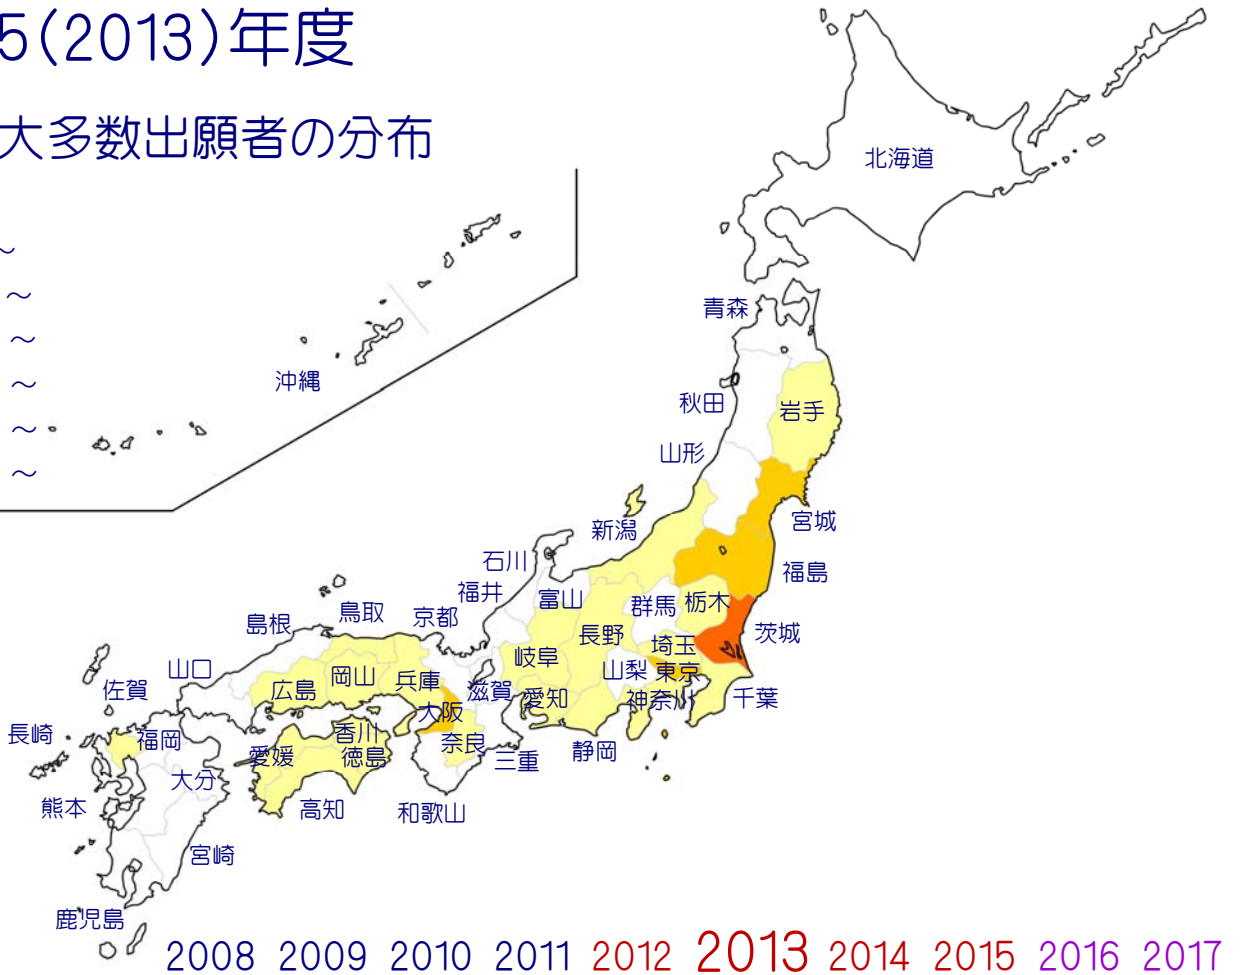 5(2013)年度
大多数出願者の分布
～
～
～
～
～
～
北海道
青森
沖縄
秋田
岩手
山形
宮城
新潟
石川
福島
福井
富山
群馬
栃木
鳥取
京都
島根
茨城
長野
埼玉
岐阜
山口
岡山
兵庫
山梨
東京
佐賀
広島
滋賀
愛知
神奈川
千葉
大阪
長崎
福岡
香川
奈良
静岡
愛媛
徳島
三重
大分
熊本
高知
和歌山
宮崎
鹿児島
2008 2009 2010 2011 2012 2013 2014 2015 2016 2017